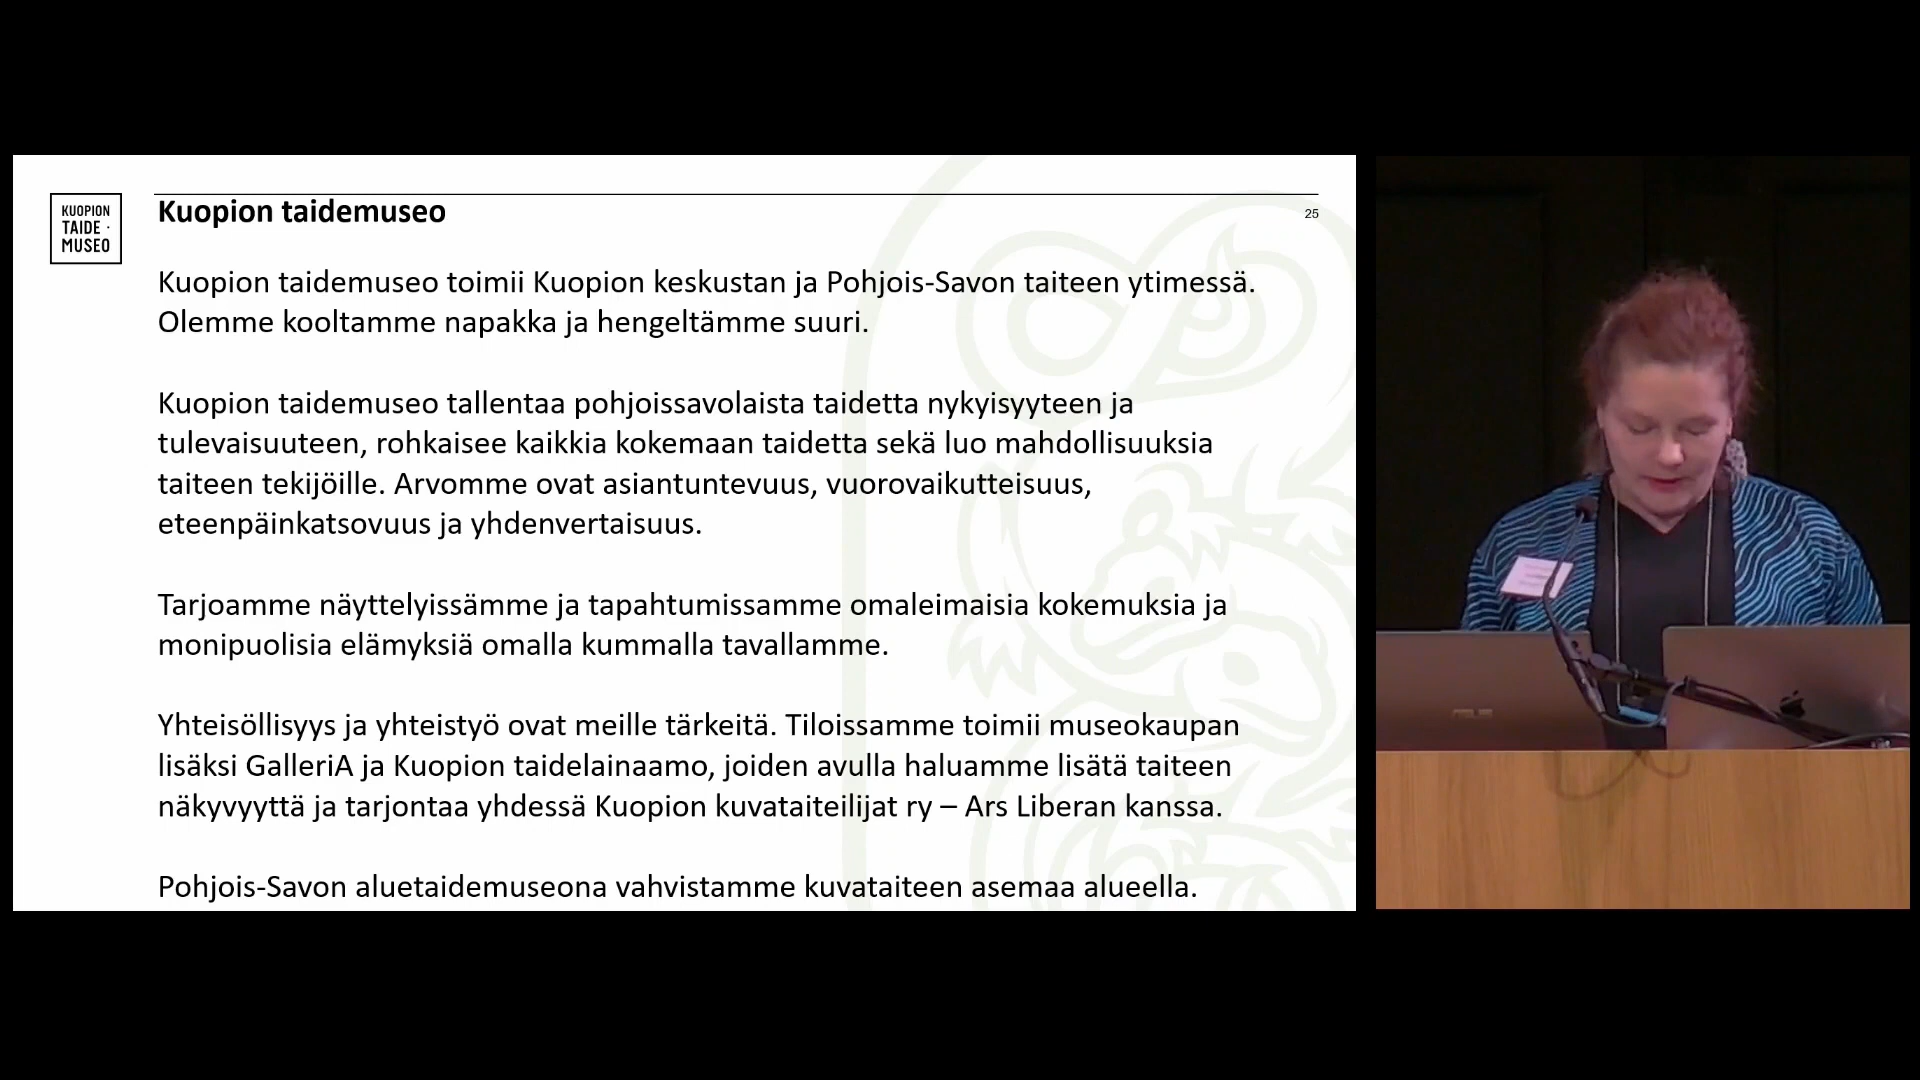 KUOPION
TAIDE ·
MUSEO
Kuopion taidemuseo
25
Kuopion taidemuseo toimii Kuopion keskustan ja Pohjois-Savon taiteen ytimessä.
Olemme kooltamme napakka ja hengeltämme suuri.
Kuopion taidemuseo tallentaa pohjoissavolaista taidetta nykyisyyteen ja
tulevaisuuteen, rohkaisee kaikkia kokemaan taidetta sekä luo mahdollisuuksia
taiteen tekijöille. Arvomme ovat asiantuntevuus, vuorovaikutteisuus,
eteenpäinkatsovuus ja yhdenvertaisuus.
Tarjoamme näyttelyissämme ja tapahtumissamme omaleimaisia kokemuksia ja
monipuolisia elämyksiä omalla kummalla tavallamme.
Yhteisöllisyys ja yhteistyö ovat meille tärkeitä. Tiloissamme toimii museokaupan
lisäksi GalleriA ja Kuopion taidelainaamo, joiden avulla haluamme lisätä taiteen
näkyvyyttä ja tarjontaa yhdessä Kuopion kuvataiteilijat ry – Ars Liberan kanssa.
Pohjois-Savon aluetaidemuseona vahvistamme kuvataiteen asemaa alueella.
ASUS